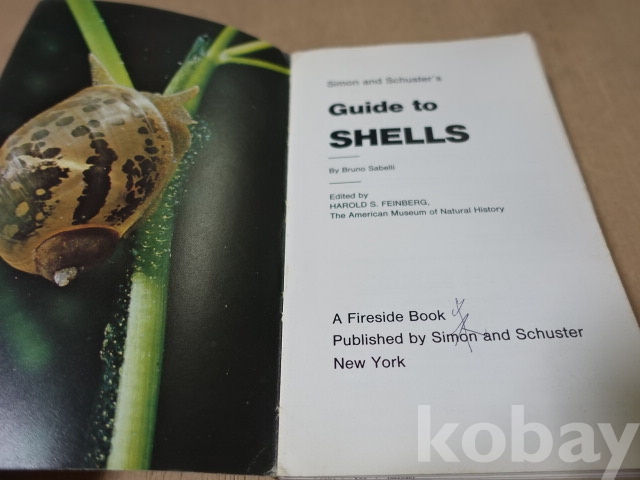 Simon and Schuster's
Guide to
SHELLS
By Bruno Sabelli
Edited by
HAROLD S. FEINBERG,
The American Museum of Natural History
A Fireside Book
Published by Simon and Schuster
New York
kobay